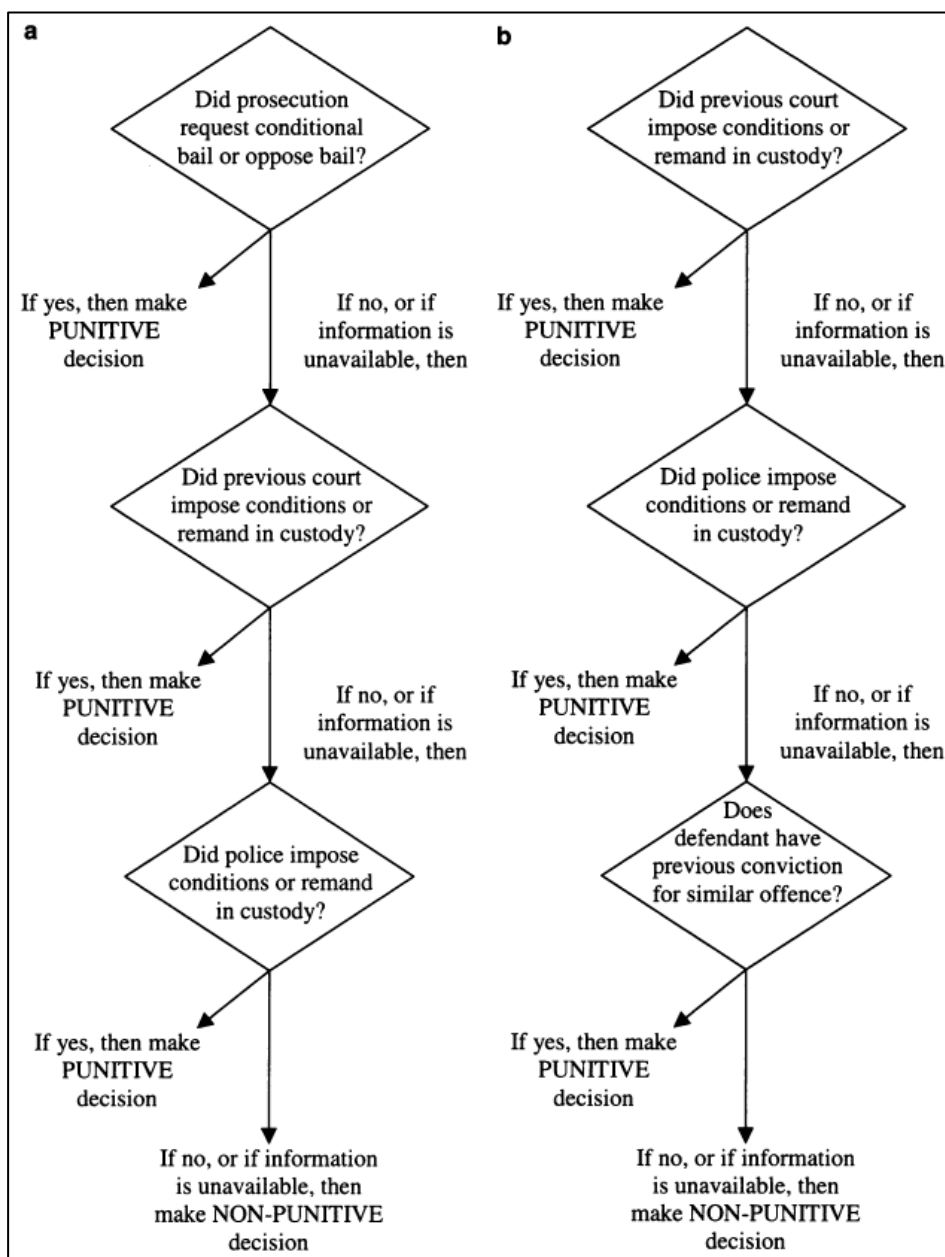 a
Did prosecution
request conditional
bail or oppose bail?
If yes, then make
PUNITIVE
decision
If no, or if
information is
unavailable, then
Did previous court
impose conditions or
remand in custody?
If yes, then make
PUNITIVE
decision
If no, or if
information is
unavailable, then
Did police impose
conditions or remand
in custody?
If yes, then make
PUNITIVE
decision
If no, or if information
is unavailable, then
make NON-PUNITIVE
decision
b
Did previous court
impose conditions or
remand in custody?
If yes, then make
PUNITIVE
decision
If no, or if
information is
unavailable, then
Did police impose
conditions or remand
in custody?
If yes, then make
PUNITIVE
decision
If no, or if
information is
unavailable, then
Does
defendant have
previous conviction
for similar offence?
If yes, then make
PUNITIVE
decision
If no, or if information
is unavailable, then
make NON-PUNITIVE
decision